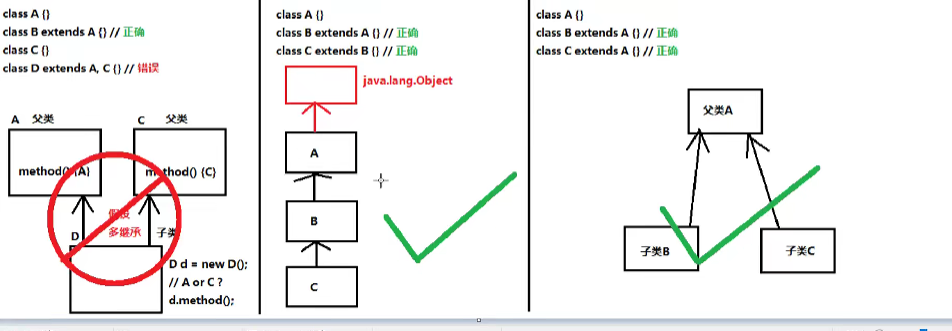 class A {}
class B extends A {} // 正确
class C {}
class D extends A, C {} // 错误
A 父类
C 父类
method() (A)
method() (C)
假设
多继承
D 子类
D d = new D();
// A or C ?
d.method();
class A {}
class B extends A {} // 正确
class C extends B {} // 正确
java.lang.Object
A
B
C
class A {}
class B extends A {} // 正确
class C extends A {} // 正确
父类A
子类B
子类C